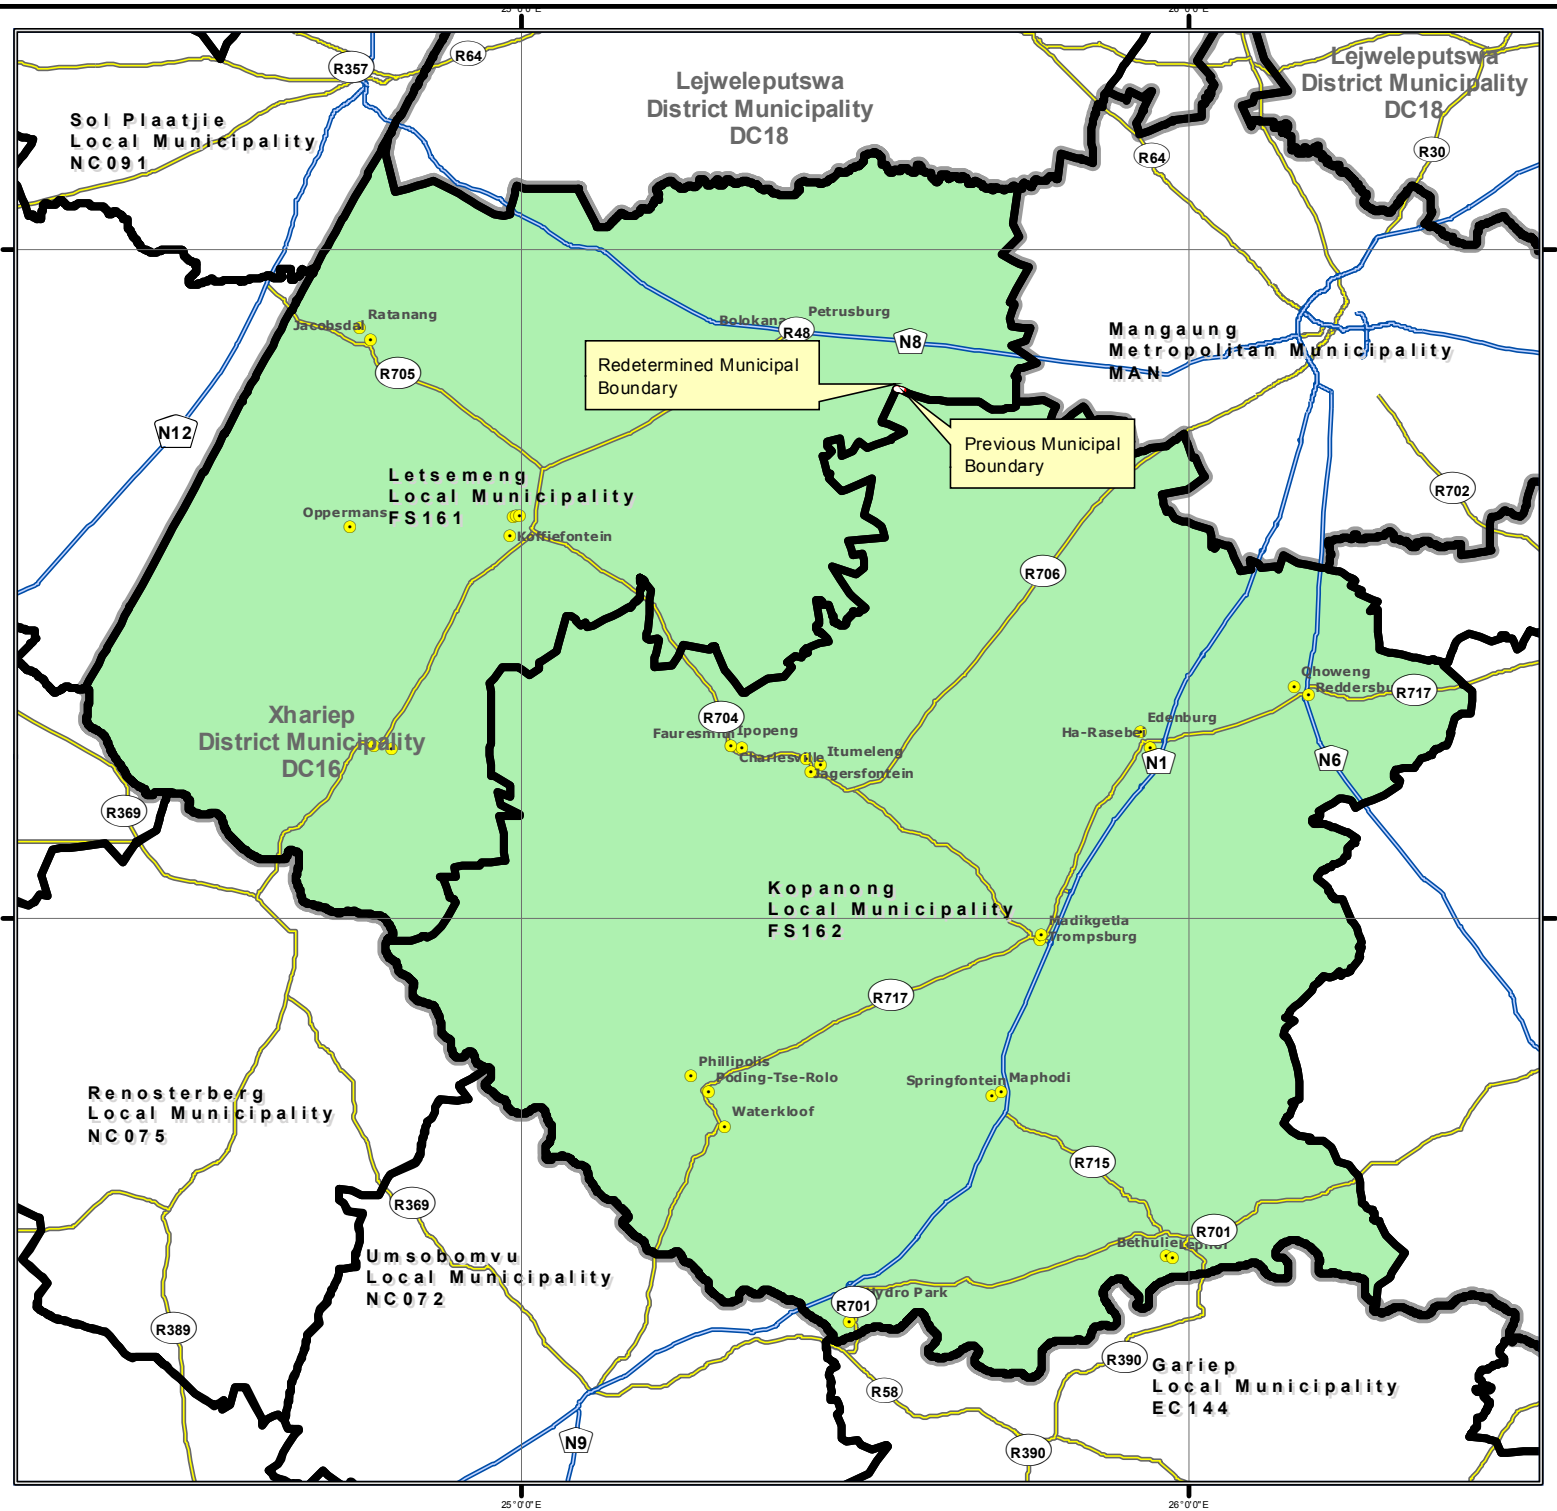 R64
R357
Lejweleputswa
District Municipality
DC18
Lejweleputswa
District Municipality
DC18
Sol Plaatjie
Local Municipality
NC091
R64
R30
Ratanang
Jacobsdal
Petrusburg
R48
N8
Mangaung
Metropolitan Municipality
MAN
Redetermined Municipal
Boundary
R705
N12
Previous Municipal
Boundary
Letsemeng
Local Municipality
FS161
R702
Oppermans
Koffiefontein
R706
R717
Xhariep
District Municipality
DC16
R704
Ipopeng
Edenburg
Charlesville
Itumeleng
Jagersfontein
N1
N6
R369
Kopanong
Local Municipality
FS162
Madikgetla
Trompsburg
R717
Phillipolis
Poding-Tse-Rolo
Springfontein
Maphodi
Waterkloof
Renosterberg
Local Municipality
NC075
R715
R369
R701
Bethulie
Umsobomvu
Local Municipality
NC072
R701
Park
R389
R390
Gariep
Local Municipality
EC144
R58
N9
R390
25°0'0"E
26°0'0"E